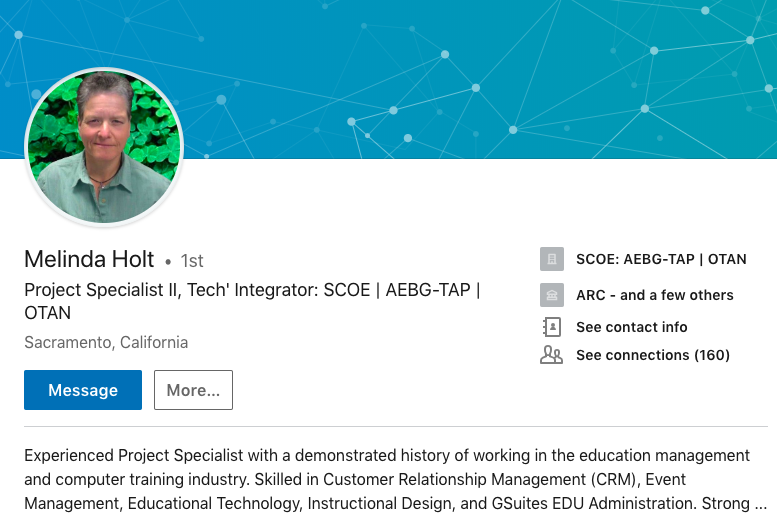 Melinda Holt • 1st
Project Specialist II, Tech' Integrator: SCOE | AEBG-TAP |
OTAN
Sacramento, California
Message
More...
SCOE: AEBG-TAP | OTAN
ARC - and a few others
See contact info
See connections (160)
Experienced Project Specialist with a demonstrated history of working in the education management
and computer training industry. Skilled in Customer Relationship Management (CRM), Event
Management, Educational Technology, Instructional Design, and GSuites EDU Administration. Strong ...